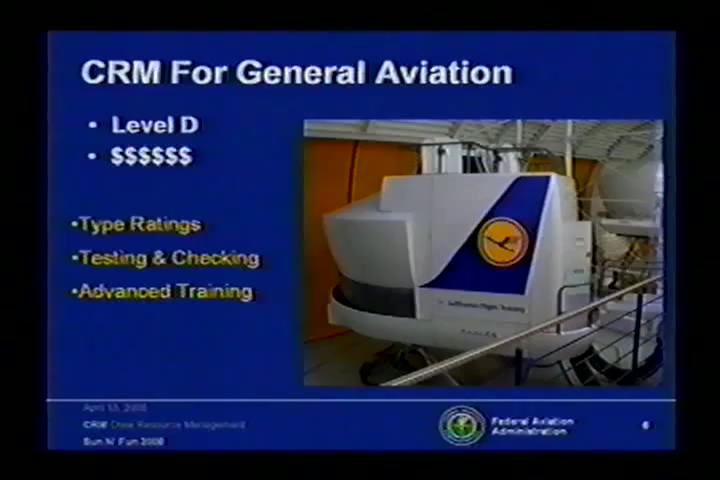 CRM For General Aviation
• Level D
• $$$$$$
•Type Ratings
•Testing & Checking
•Advanced Training
Lufthansa Flight Training
April 13, 2008
CRM Crew Resource Management
Sun N' Fun 2008
Federal Aviation
Administration
6